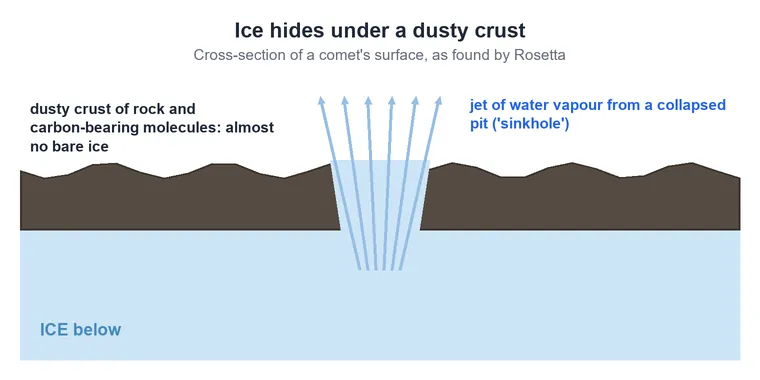 Ice hides under a dusty crust
Cross-section of a comet's surface, as found by Rosetta
dusty crust of rock and
carbon-bearing molecules: almost
no bare ice
jet of water vapour from a collapsed
pit ('sinkhole')
ICE below